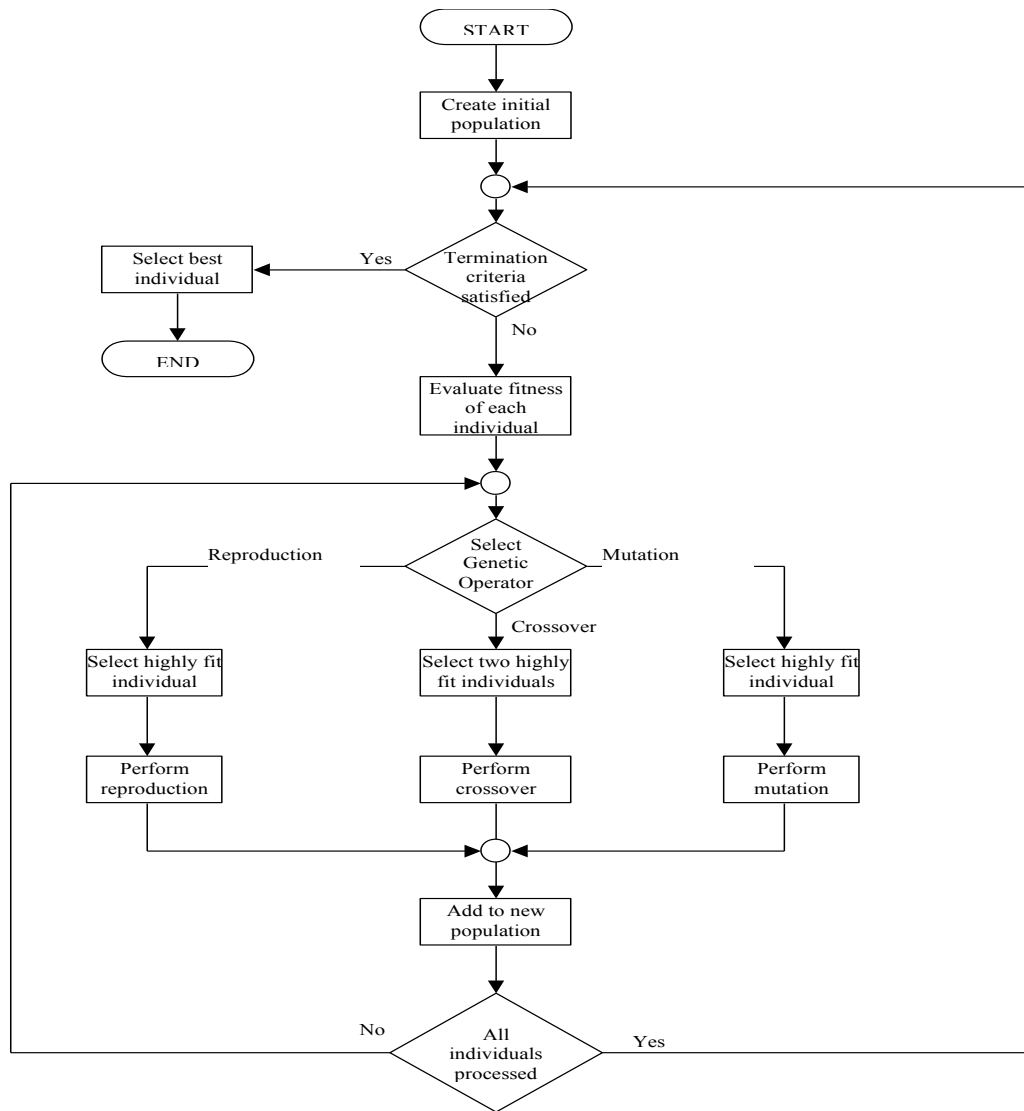 START
Create initial
population
Yes
Select best
individual
Termination
criteria
satisfied
No
END
Evaluate fitness
of each
individual
Reproduction
Select
Genetic
Operator
Mutation
Crossover
Select highly fit
individual
Select two highly
fit individuals
Select highly fit
individual
Perform
reproduction
Perform
crossover
Perform
mutation
Add to new
population
No
All
individuals
processed
Yes